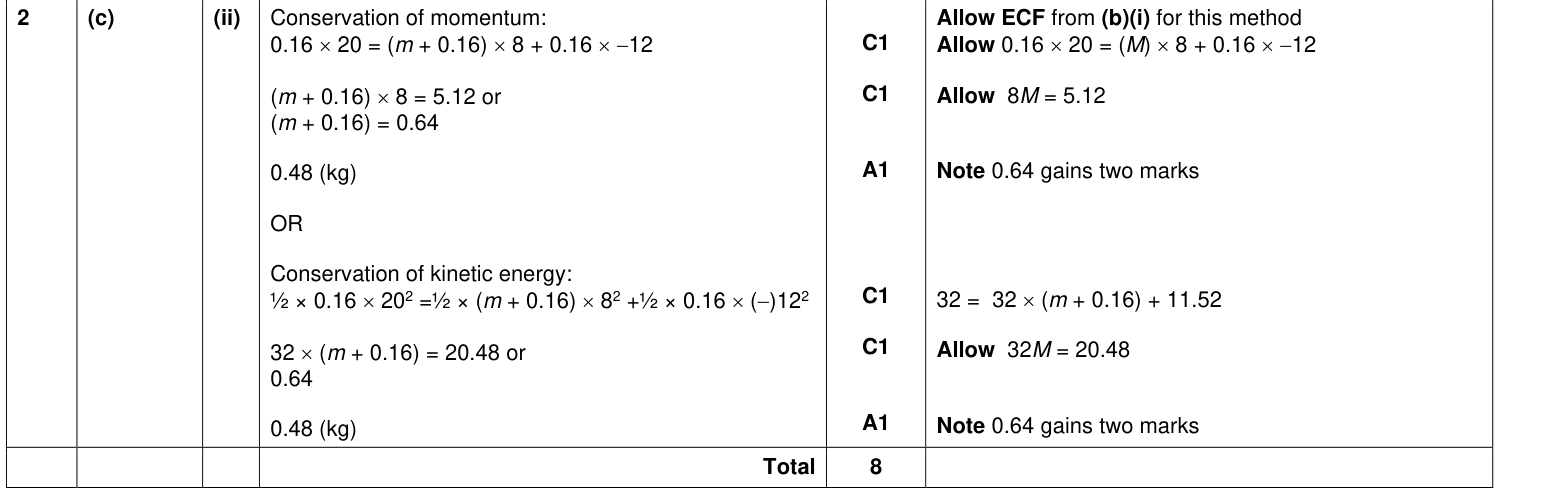 2 (c) (ii) Conservation of momentum: Allow ECF from (b)(i) for this method
0.16 × 20 = (m + 0.16) × 8 + 0.16 × −12 C1 Allow 0.16 × 20 = (M) × 8 + 0.16 × −12
(m + 0.16) × 8 = 5.12 or C1 Allow 8M = 5.12
(m + 0.16) = 0.64
0.48 (kg) A1 Note 0.64 gains two marks
OR
Conservation of kinetic energy:
½ × 0.16 × 20² =½ × (m + 0.16) × 8² +½ × 0.16 × (−)12² C1 32 = 32 × (m + 0.16) + 11.52
32 × (m + 0.16) = 20.48 or C1 Allow 32M = 20.48
0.64
0.48 (kg) A1 Note 0.64 gains two marks
Total 8